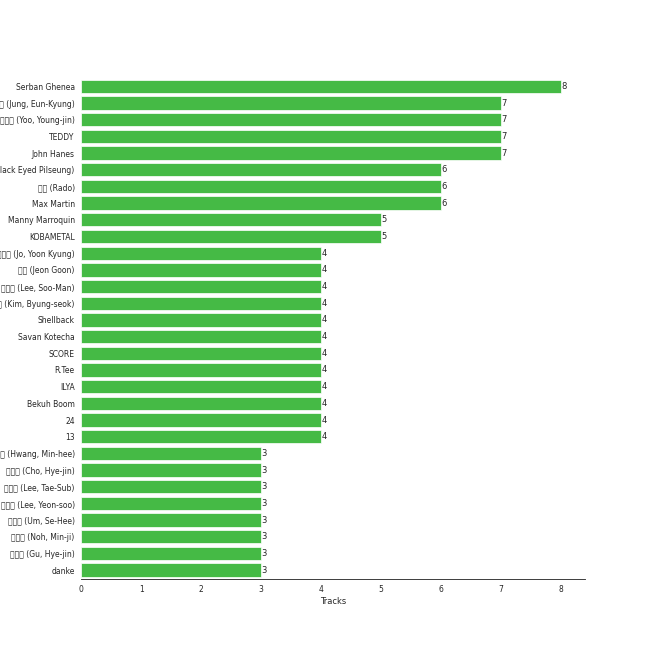 Serban Ghenea 8
(Jung, Eun-Kyung) 7
(Yoo, Young-jin) 7
TEDDY 7
John Hanes 7
lack Eyed Pilseung) 6
(Rado) 6
Max Martin 6
Manny Marroquin 5
KOBAMETAL 5
(Jo, Yoon Kyung) 4
(Jeon Goon) 4
(Lee, Soo-Man) 4
(Kim, Byung-seok) 4
Shellback 4
Savan Kotecha 4
SCORE 4
R.Tee 4
ILYA 4
Bekuh Boom 4
24 4
13 4
(Hwang, Min-hee) 3
(Cho, Hye-jin) 3
(Lee, Tae-Sub) 3
(Lee, Yeon-soo) 3
(Um, Se-Hee) 3
(Noh, Min-ji) 3
(Gu, Hye-jin) 3
danke 3
0 1 2 3 4 5 6 7 8
Tracks